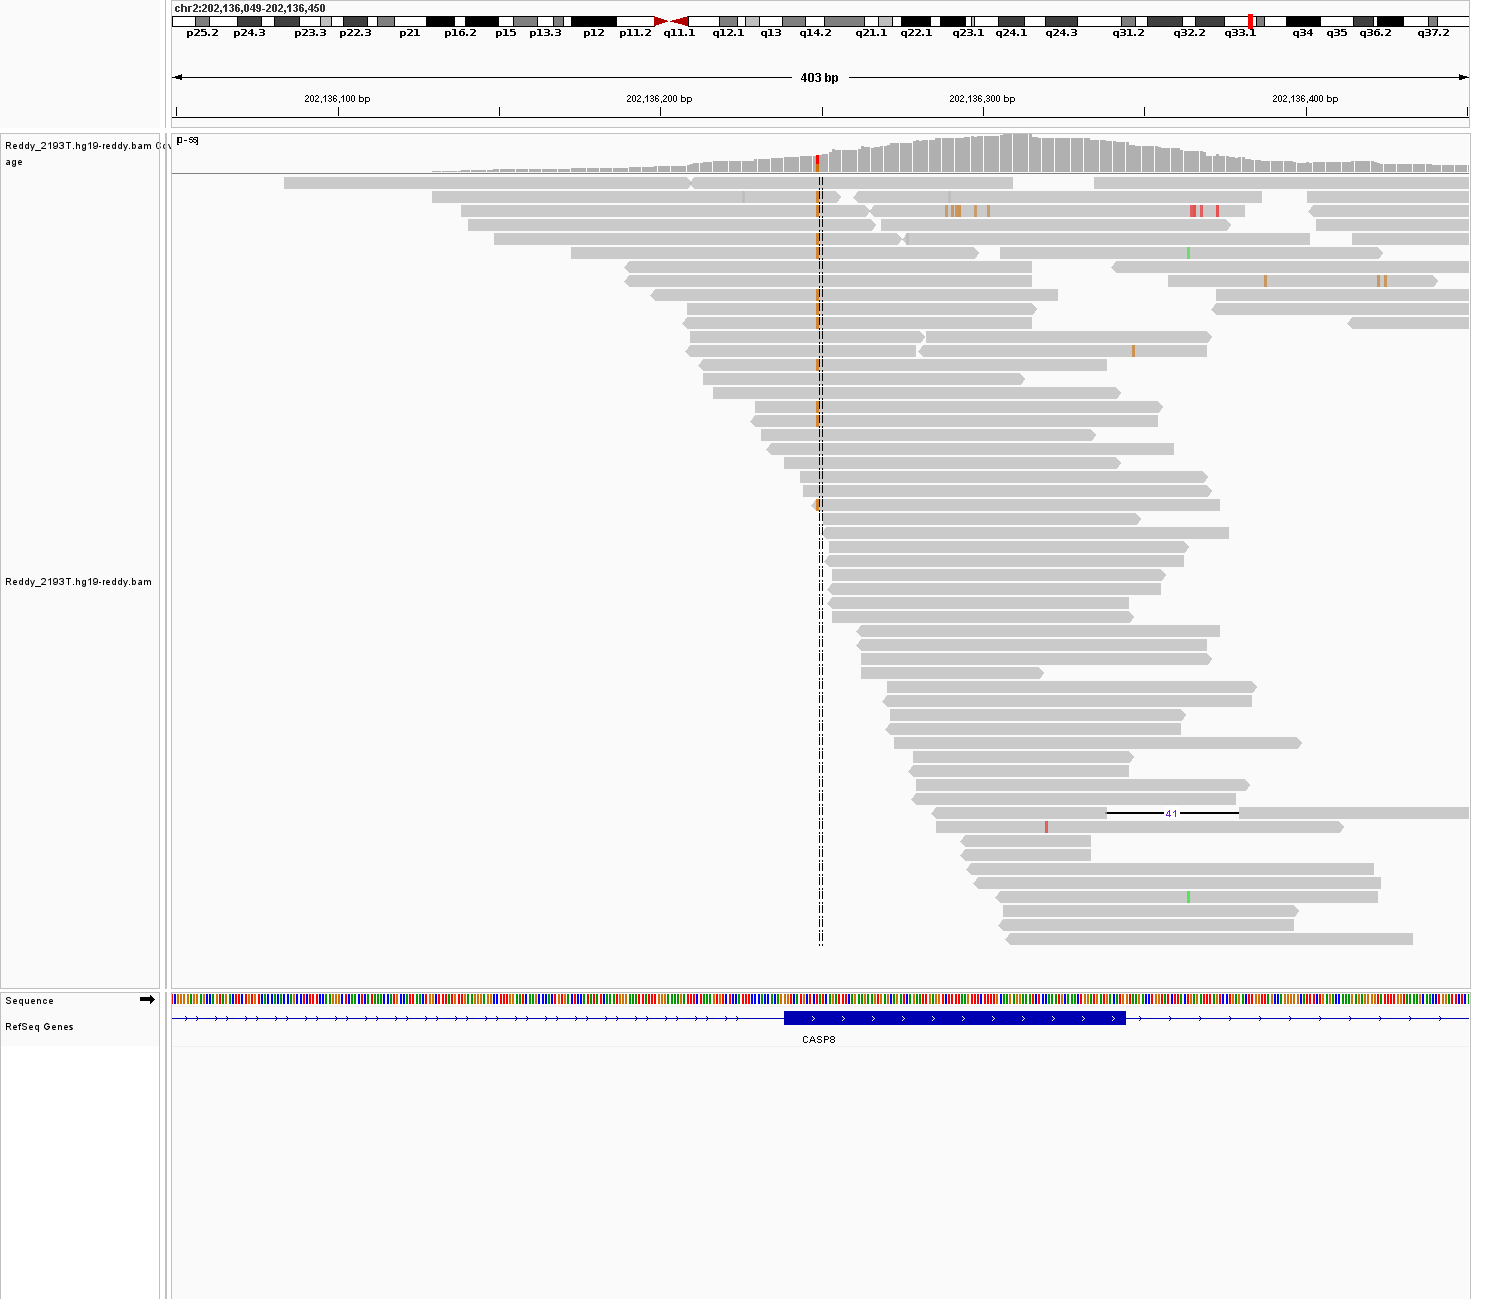 chr2:202,136,049-202,136,450
p25.2 p24.3 p23.3 p22.3 p21 p16.2 p15 p13.3 p12 p11.2 q11.1 q12.1 q13 q14.2 q21.1 q22.1 q23.1 q24.1 q24.3 q31.2 q32.2 q33.1 q34 q35 q36.2 q37.2
403 bp
202,136,100 bp 202,136,200 bp 202,136,300 bp 202,136,400 bp
Reddy_2193T.hg19-reddy.bam Cov
age
41
Reddy_2193T.hg19-reddy.bam
Sequence
RefSeq Genes
CASP8